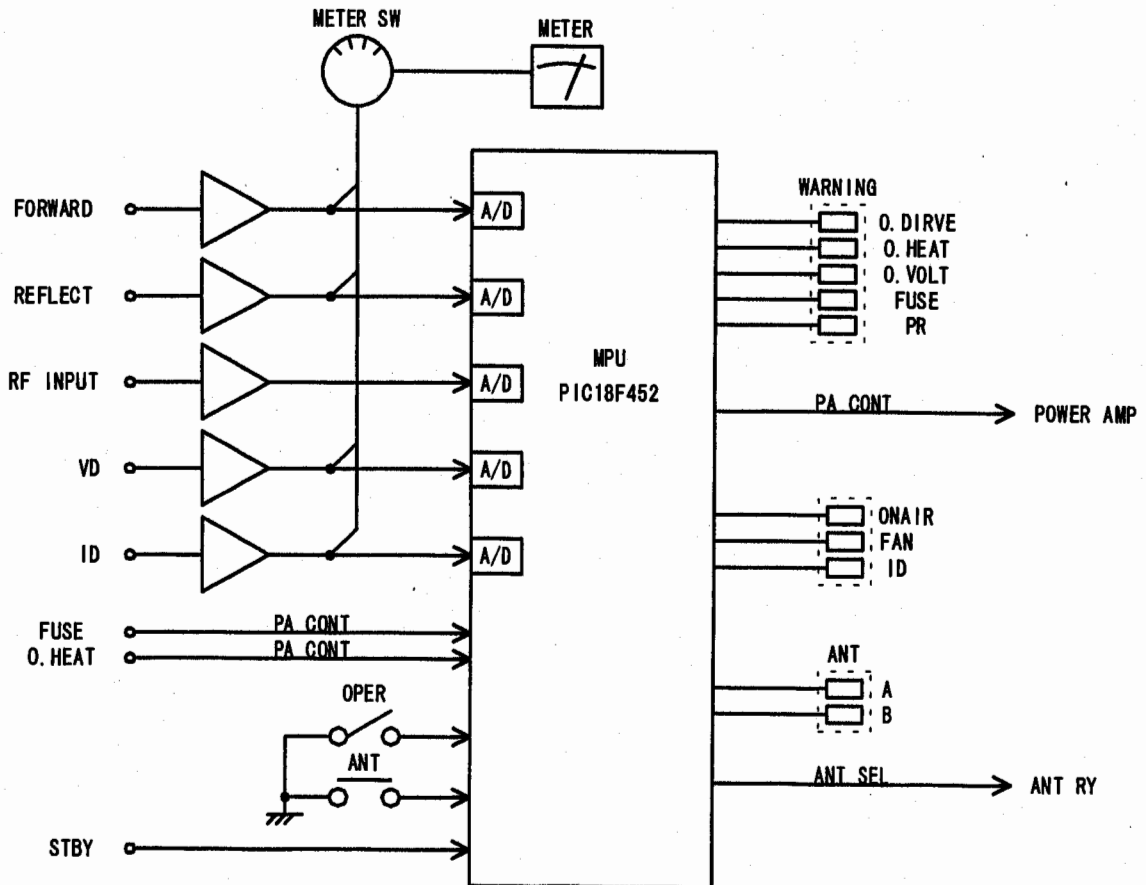 METER SW
METER
FORWARD
A/D
REFLECT
A/D
RF INPUT
A/D
VD
A/D
ID
A/D
FUSE
PA CONT
O.HEAT
PA CONT
OPER
ANT
STBY
MPU
PIC18F452
WARNING
O.DIRVE
O.HEAT
O.VOLT
FUSE
PR
PA CONT
POWER AMP
ONAIR
FAN
ID
ANT
A
B
ANT SEL
ANT RY